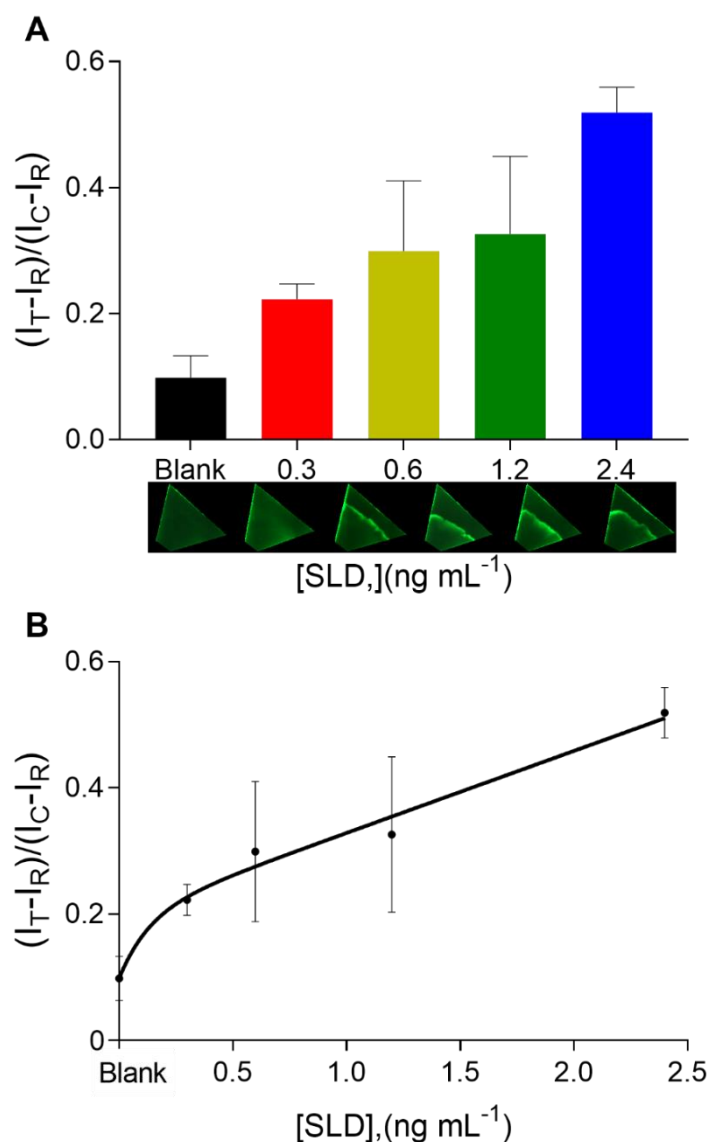 A
(I_T-I_R)/(I_C-I_R)
0.6
0.4
0.2
0.0
Blank 0.3 0.6 1.2 2.4
[SLD,](ng mL⁻¹)
B
(I_T-I_R)/(I_C-I_R)
0.6
0.4
0.2
0
Blank 0.5 1.0 1.5 2.0 2.5
[SLD],(ng mL⁻¹)